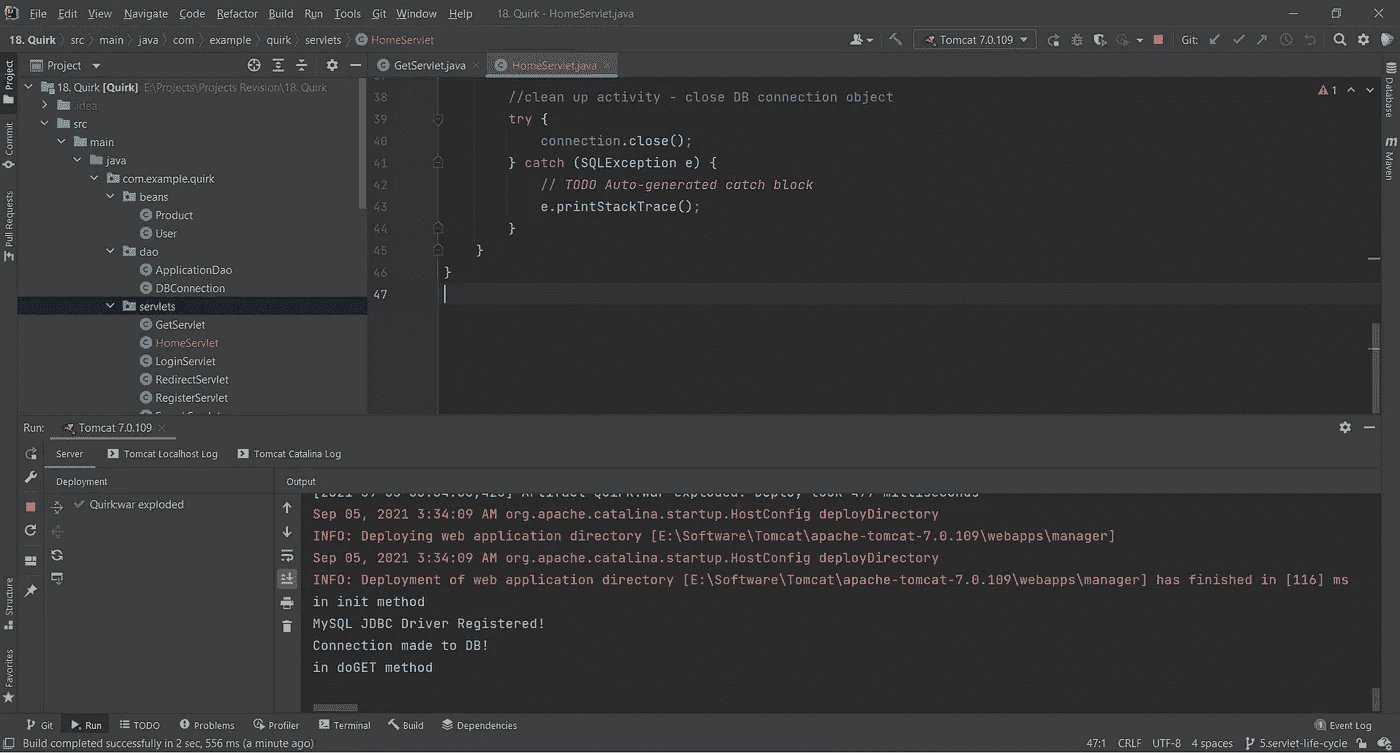 File Edit View Navigate Code Refactor Build Run Tools Git Window Help 18. Quirk - HomeServlet.java
18. Quirk src main java com example quirk servlets HomeServlet Tomcat 7.0.109 Git:
Project GetServlet.java HomeServlet.java
18. Quirk [Quirk] E:\Projects\Projects Revision\18. Quirk
.idea
src
main
java
com.example.quirk
beans
Product
User
dao
ApplicationDao
DBConnection
servlets
GetServlet
HomeServlet
LoginServlet
RedirectServlet
RegisterServlet
38 //clean up activity - close DB connection object
39 try {
40 connection.close();
41 } catch (SQLException e) {
42 // TODO Auto-generated catch block
43 e.printStackTrace();
44 }
45 }
46 }
47
1
Project
Commit
Pull Requests
Structure
Favorites
Database
Maven
Run: Tomcat 7.0.109
Server Tomcat Localhost Log Tomcat Catalina Log
Deployment Output
Quirk:war exploded
Sep 05, 2021 3:34:09 AM org.apache.catalina.startup.HostConfig deployDirectory
INFO: Deploying web application directory [E:\Software\Tomcat\apache-tomcat-7.0.109\webapps\manager]
Sep 05, 2021 3:34:09 AM org.apache.catalina.startup.HostConfig deployDirectory
INFO: Deployment of web application directory [E:\Software\Tomcat\apache-tomcat-7.0.109\webapps\manager] has finished in [116] ms
in init method
MySQL JDBC Driver Registered!
Connection made to DB!
in doGET method
Git Run TODO Problems Profiler Terminal Build Dependencies Event Log
Build completed successfully in 2 sec, 556 ms (a minute ago) 47:1 CRLF UTF-8 4 spaces 5.servlet-life-cycle